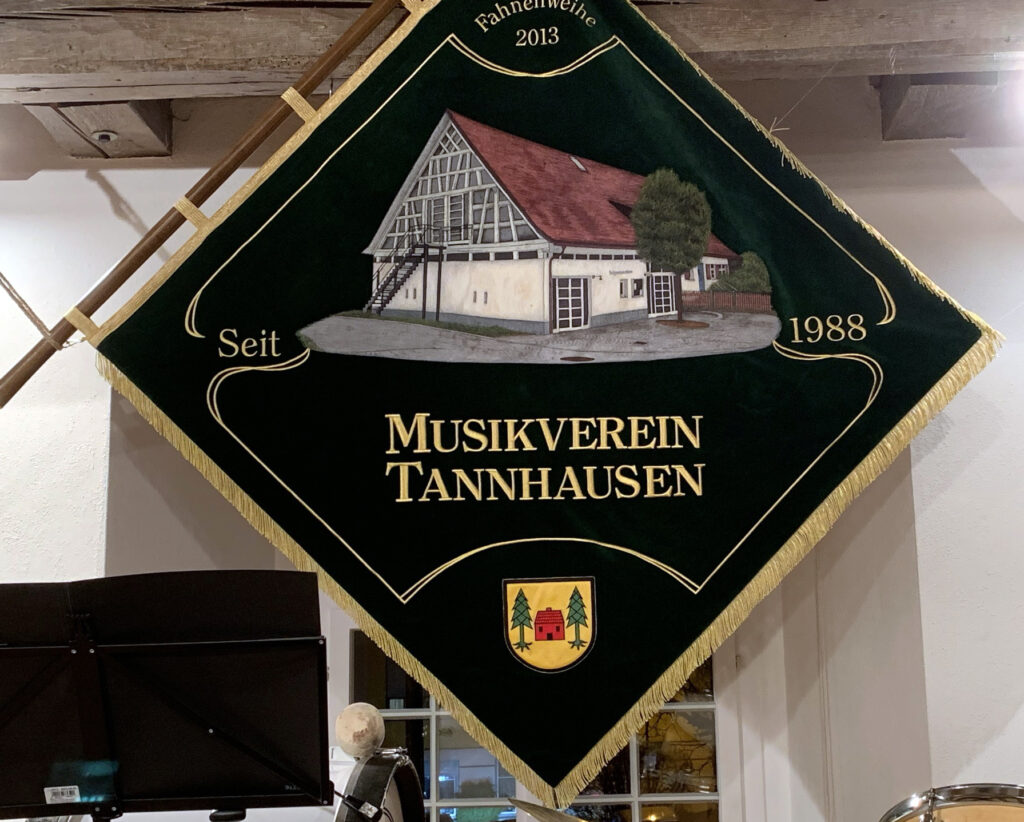 Fahnenweihe
2013
Seit
1988
MUSIKVEREIN
TANNHAUSEN